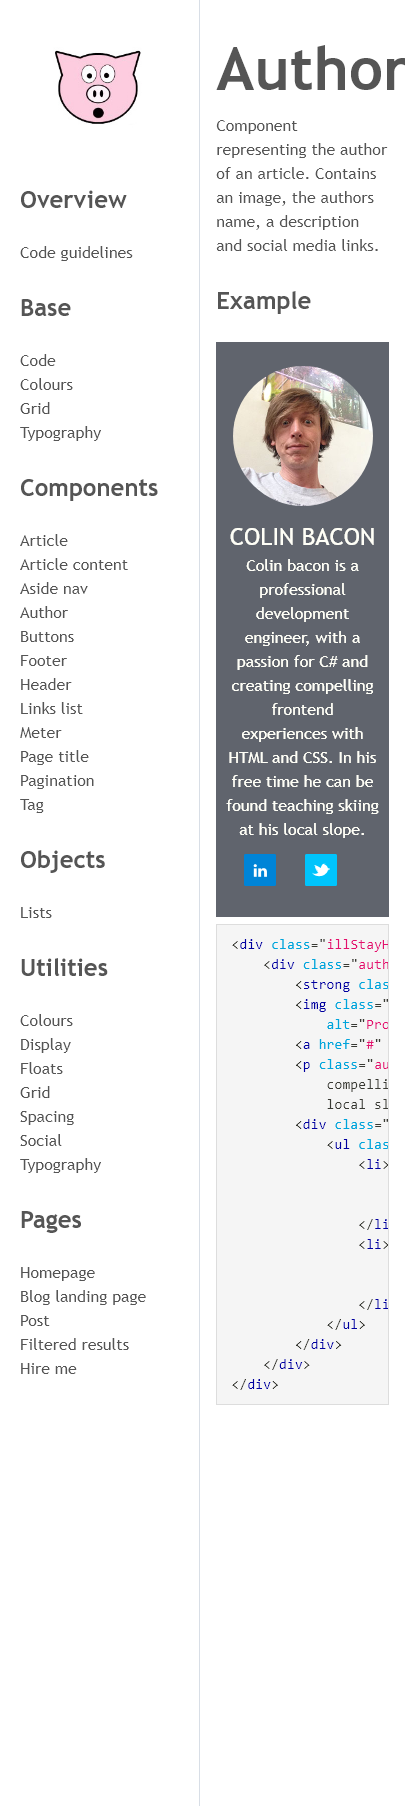 Overview
Code guidelines
Base
Code
Colours
Grid
Typography
Components
Article
Article content
Aside nav
Author
Buttons
Footer
Header
Links list
Meter
Page title
Pagination
Tag
Objects
Lists
Utilities
Colours
Display
Floats
Grid
Spacing
Social
Typography
Pages
Homepage
Blog landing page
Post
Filtered results
Hire me
Author
Component
representing the author
of an article. Contains
an image, the authors
name, a description
and social media links.
Example
COLIN BACON
Colin bacon is a
professional
development
engineer, with a
passion for C# and
creating compelling
frontend
experiences with
HTML and CSS. In his
free time he can be
found teaching skiing
at his local slope.
in
<div class="illStayH
<div class="auth
<strong clas
<img class="
alt="Pro
<a href="#"
<p class="au
compelli
local sl
<div class="
<ul clas
<li>
</li
<li>
</li
</ul>
</div>
</div>
</div>